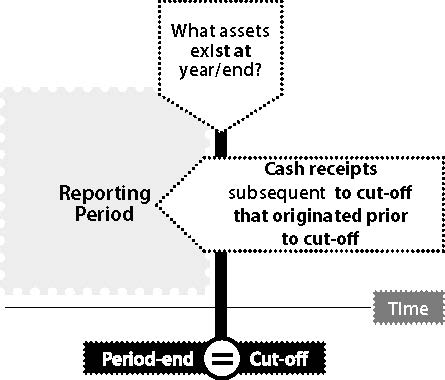 What assets
exist at
year/end?
Cash receipts
subsequent to cut-off
that originated prior
to cut-off
Reporting
Period
Time
Period-end = Cut-off